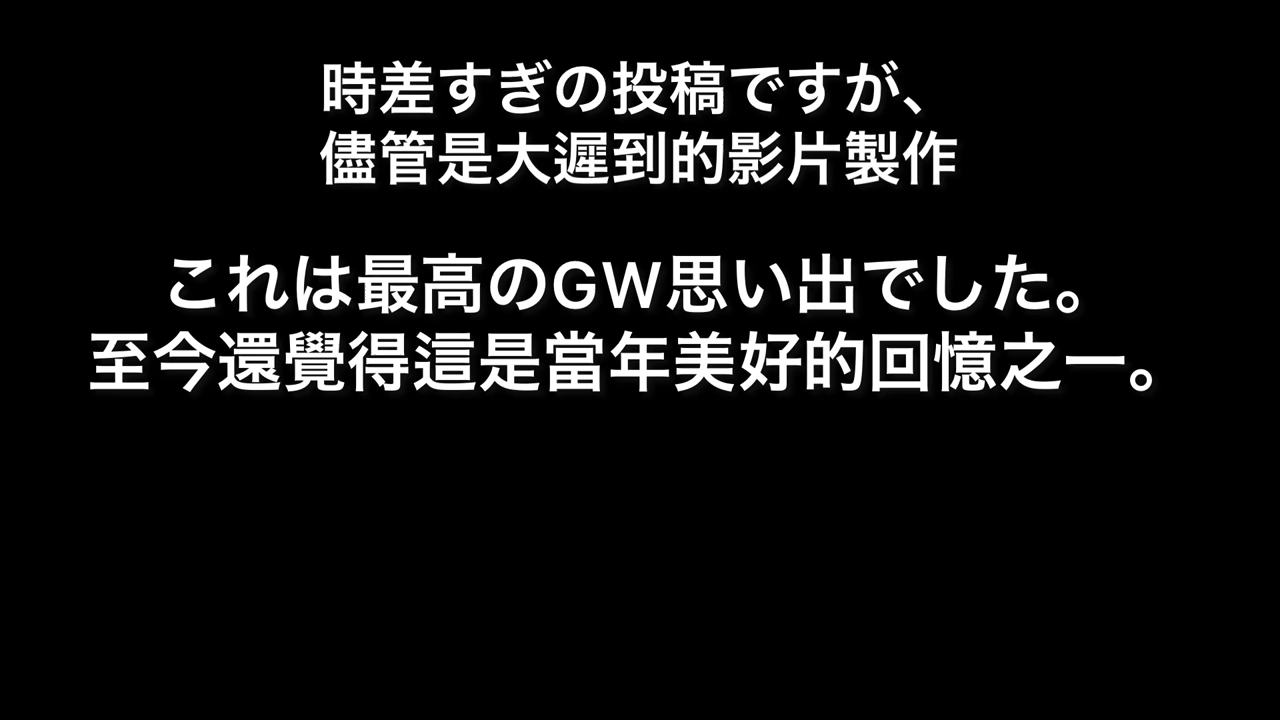 時差すぎの投稿ですが、
儘管是大遲到的影片製作
これは最高のGW思い出でした。
至今還覺得這是當年美好的回憶之一。